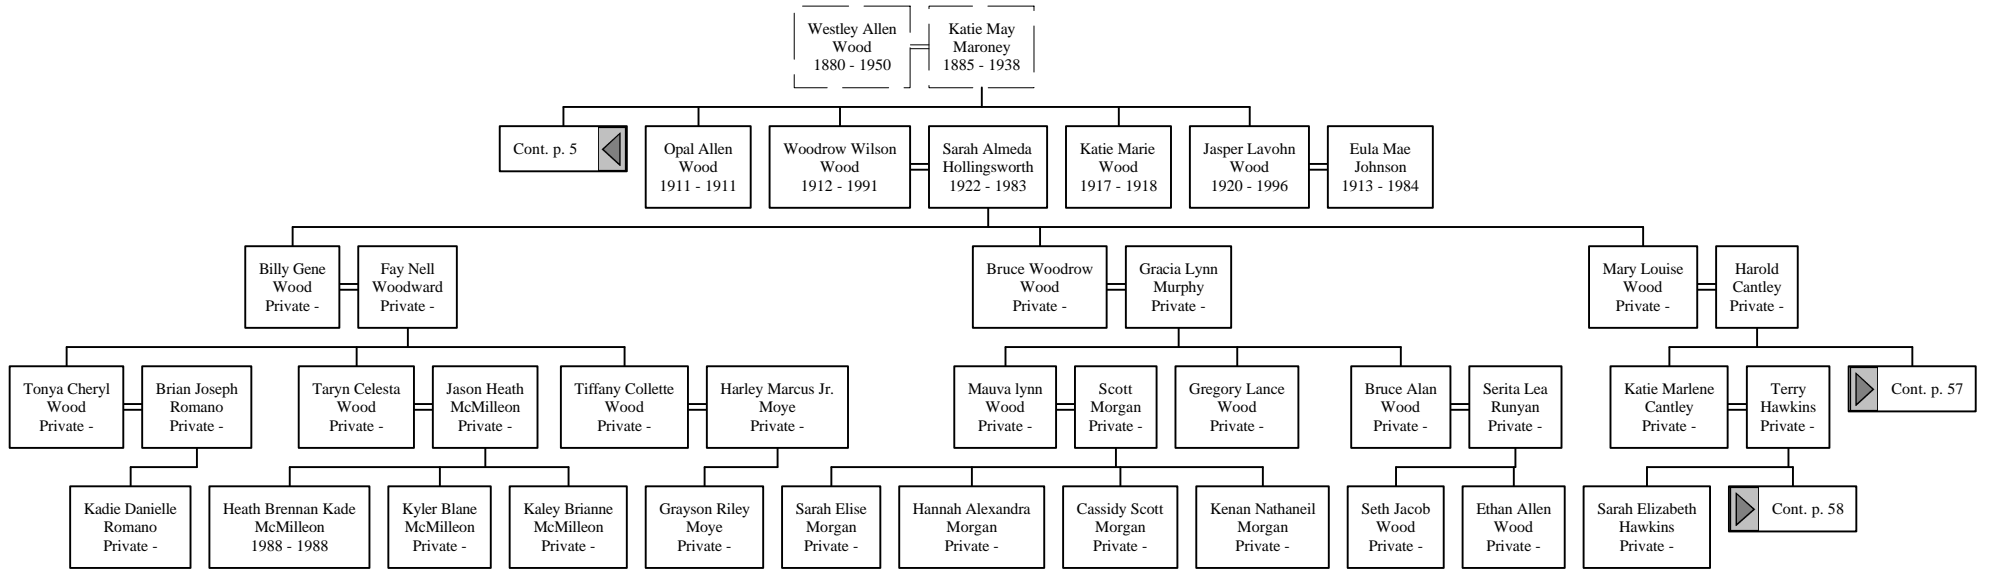 Westley Allen
Wood
1880 - 1950
Katie May
Maroney
1885 - 1938
Cont. p. 5
Opal Allen
Wood
1911 - 1911
Woodrow Wilson
Wood
1912 - 1991
Sarah Almeda
Hollingsworth
1922 - 1983
Katie Marie
Wood
1917 - 1918
Jasper Lavohn
Wood
1920 - 1996
Eula Mae
Johnson
1913 - 1984
Billy Gene
Wood
Private -
Fay Nell
Woodward
Private -
Bruce Woodrow
Wood
Private -
Gracia Lynn
Murphy
Private -
Mary Louise
Wood
Private -
Harold
Cantley
Private -
Tonya Cheryl
Wood
Private -
Brian Joseph
Romano
Private -
Taryn Celesta
Wood
Private -
Jason Heath
McMilleon
Private -
Tiffany Collette
Wood
Private -
Harley Marcus Jr.
Moye
Private -
Mauva lynn
Wood
Private -
Scott
Morgan
Private -
Gregory Lance
Wood
Private -
Bruce Alan
Wood
Private -
Serita Lea
Runyan
Private -
Katie Marlene
Cantley
Private -
Terry
Hawkins
Private -
Cont. p. 57
Kadie Danielle
Romano
Private -
Heath Brennan Kade
McMilleon
1988 - 1988
Kyler Blane
McMilleon
Private -
Kaley Brianne
McMilleon
Private -
Grayson Riley
Moye
Private -
Sarah Elise
Morgan
Private -
Hannah Alexandra
Morgan
Private -
Cassidy Scott
Morgan
Private -
Kenan Nathaneil
Morgan
Private -
Seth Jacob
Wood
Private -
Ethan Allen
Wood
Private -
Sarah Elizabeth
Hawkins
Private -
Cont. p. 58